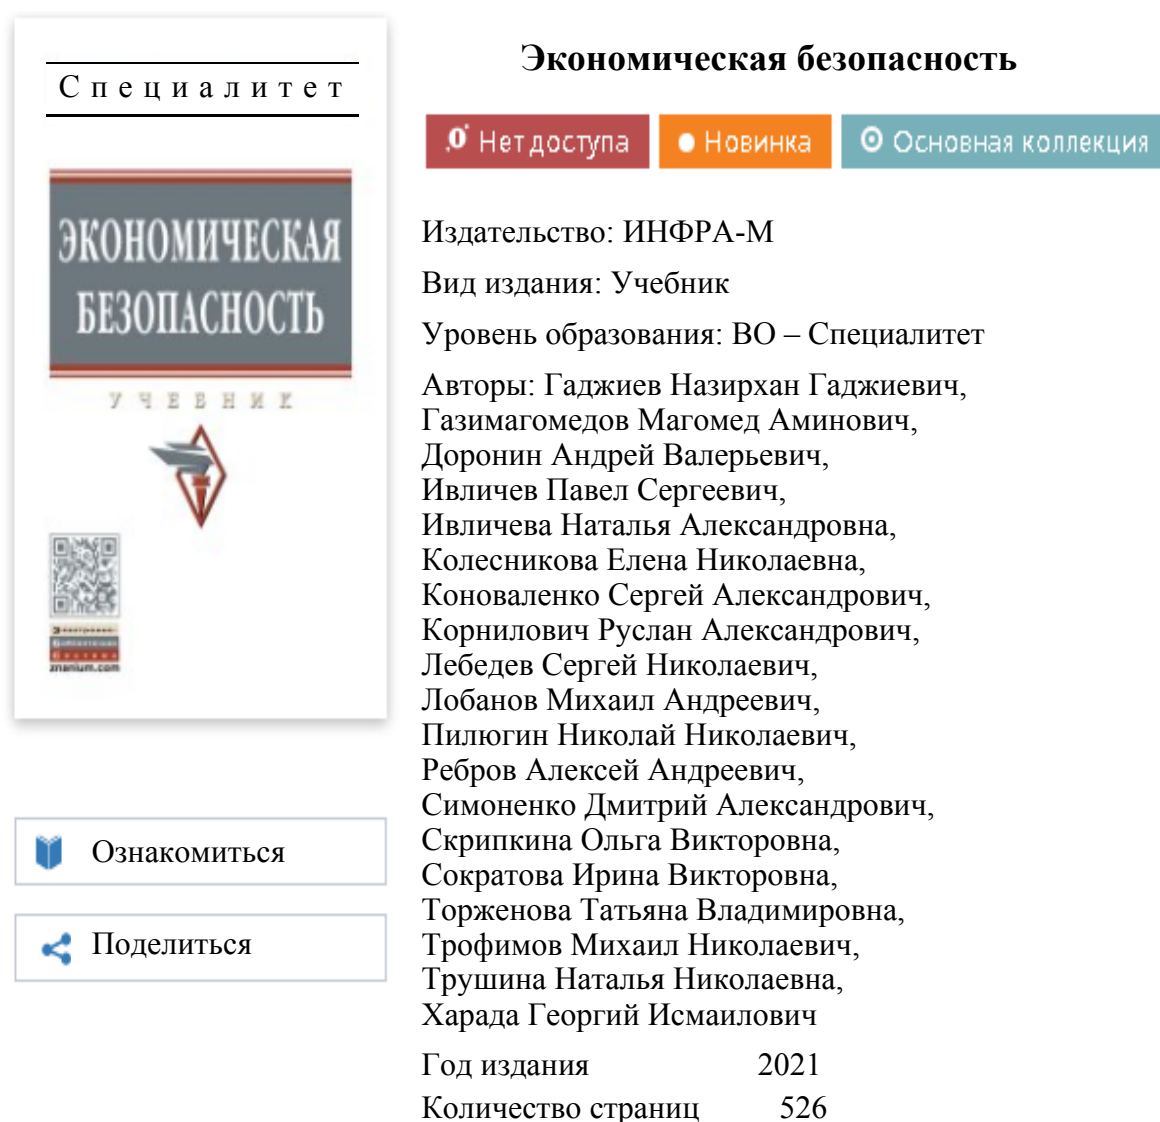 Специалитет
ЭКОНОМИЧЕСКАЯ
БЕЗОПАСНОСТЬ
УЧЕБНИК
znanium.com
Ознакомиться
Поделиться
Экономическая безопасность
Нет доступа
Новинка
Основная коллекция
Издательство: ИНФРА-М
Вид издания: Учебник
Уровень образования: ВО – Специалитет
Авторы: Гаджиев Назирхан Гаджиевич,
Газимагомедов Магомед Аминович,
Доронин Андрей Валерьевич,
Ивличев Павел Сергеевич,
Ивличева Наталья Александровна,
Колесникова Елена Николаевна,
Коноваленко Сергей Александрович,
Корнилович Руслан Александрович,
Лебедев Сергей Николаевич,
Лобанов Михаил Андреевич,
Пилюгин Николай Николаевич,
Ребров Алексей Андреевич,
Симоненко Дмитрий Александрович,
Скрипкина Ольга Викторовна,
Сократова Ирина Викторовна,
Торженова Татьяна Владимировна,
Трофимов Михаил Николаевич,
Трушина Наталья Николаевна,
Харада Георгий Исмаилович
Год издания 2021
Количество страниц 526